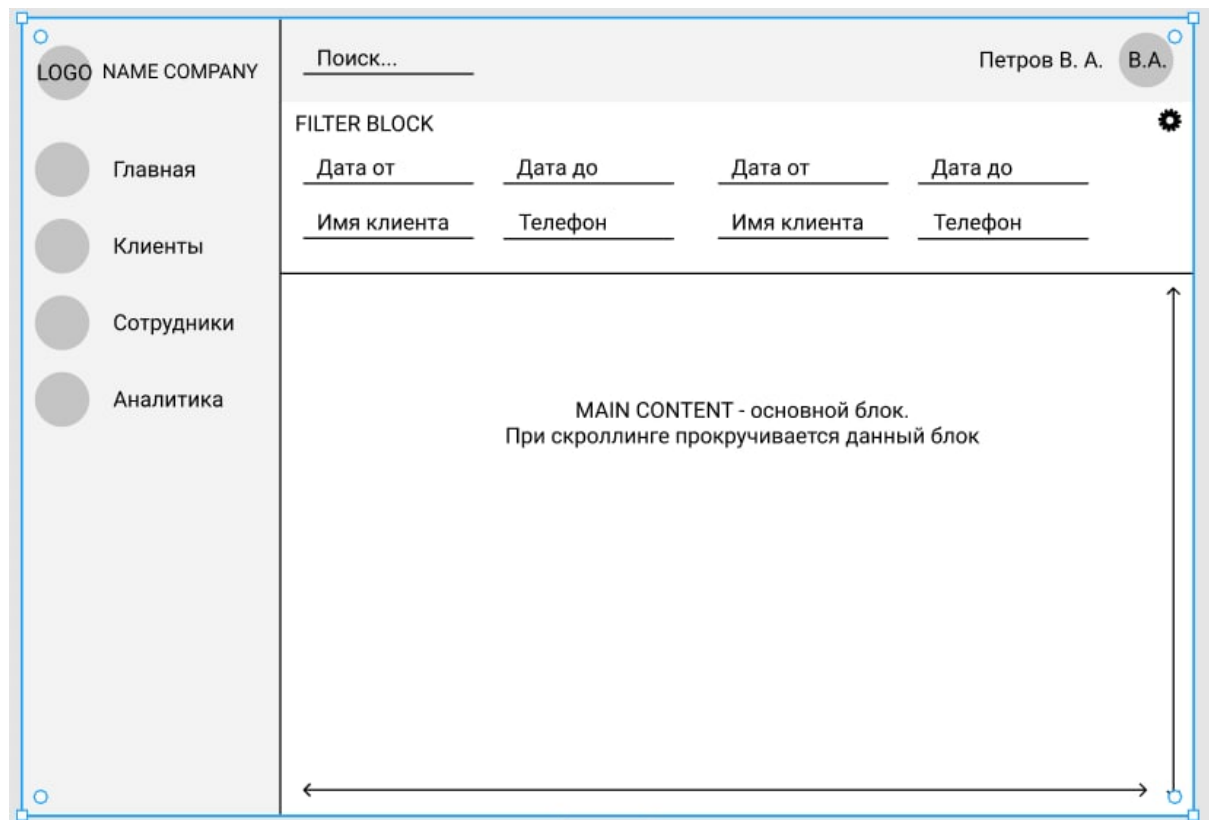 LOGO NAME COMPANY
Поиск...
Петров В. А. В.А.
Главная
Клиенты
Сотрудники
Аналитика
FILTER BLOCK
Дата от Дата до Дата от Дата до
Имя клиента Телефон Имя клиента Телефон
MAIN CONTENT - основной блок.
При скроллинге прокручивается данный блок